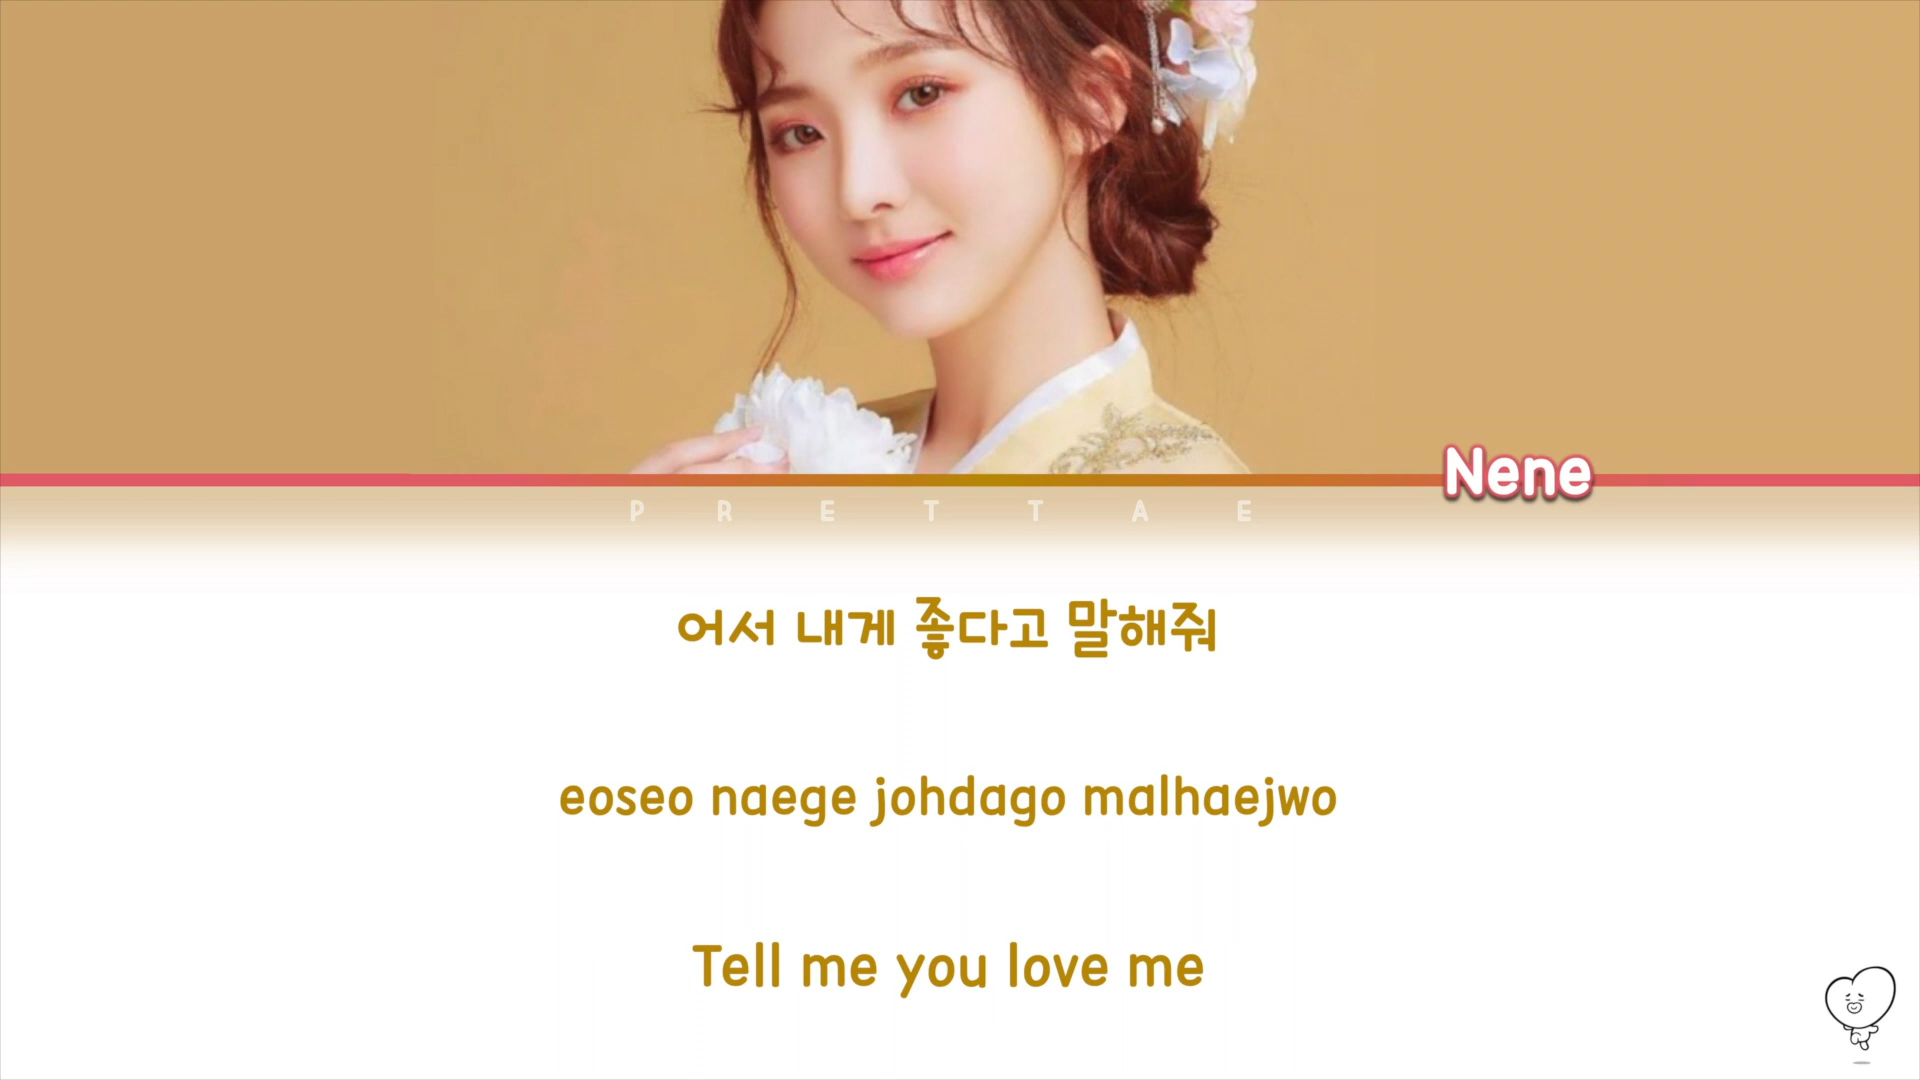 Nene
PRETTAE
어서 내게 좋다고 말해줘
eoseo naege johdago malhaejwo
Tell me you love me